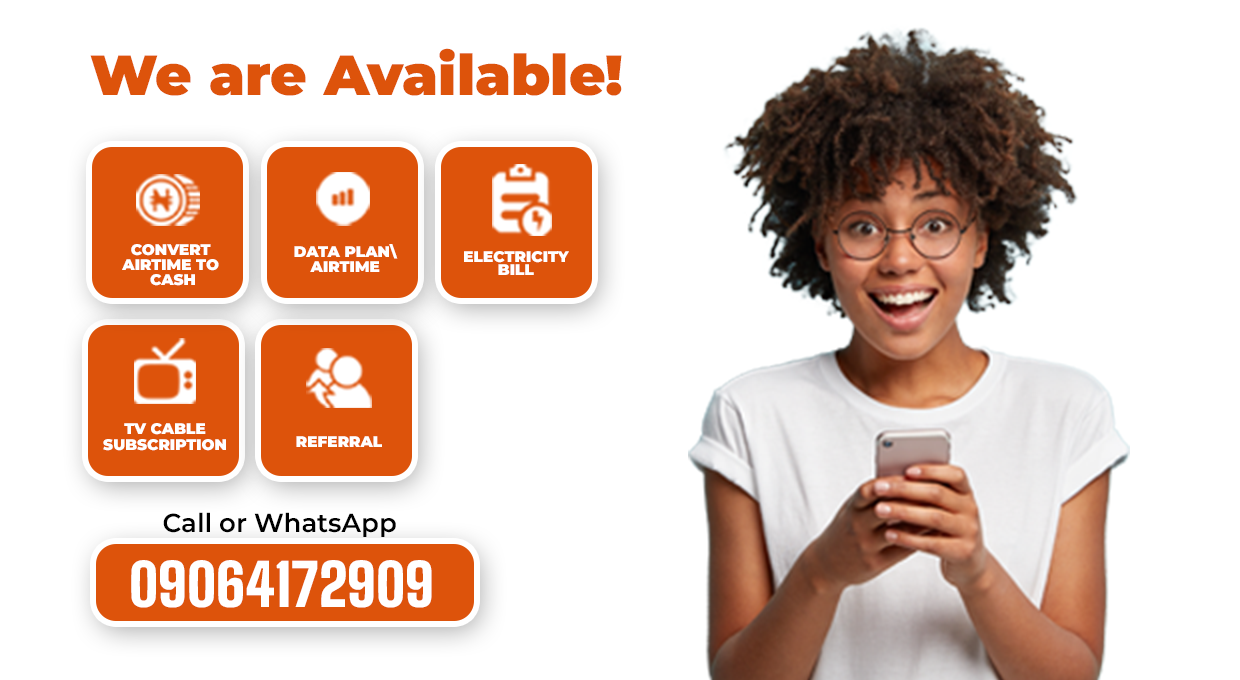 We are Available!
CONVERT
AIRTIME TO
CASH
DATA PLAN\
AIRTIME
ELECTRICITY
BILL
TV CABLE
SUBSCRIPTION
REFERRAL
Call or WhatsApp
09064172909